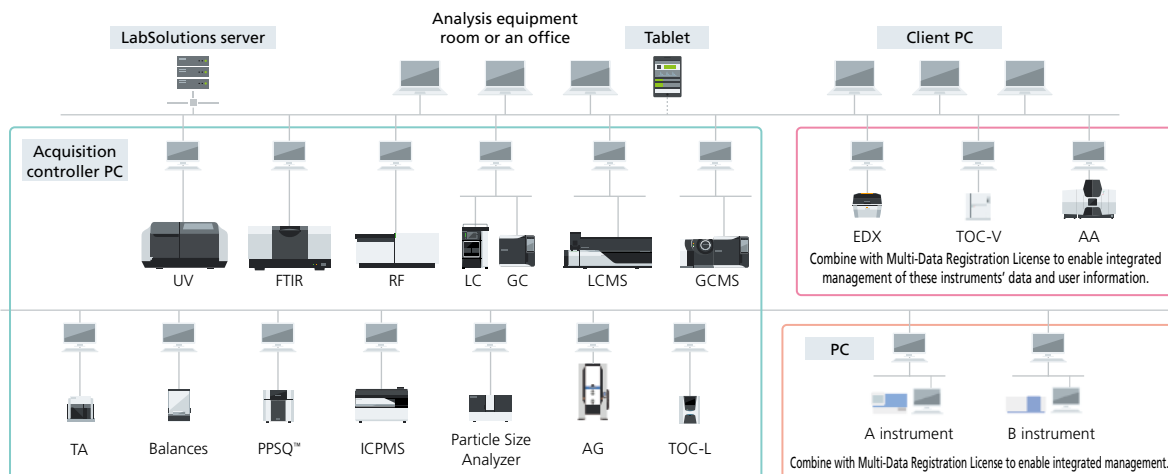 Analysis equipment
room or an office
LabSolutions server
Tablet
Client PC
Acquisition
controller PC
UV
FTIR
RF
LC
GC
LCMS
GCMS
EDX
TOC-V
AA
Combine with Multi-Data Registration License to enable integrated
management of these instruments’ data and user information.
TA
Balances
PPSQ™
ICPMS
Particle Size
Analyzer
AG
TOC-L
PC
A instrument
B instrument
Combine with Multi-Data Registration License to enable integrated management.